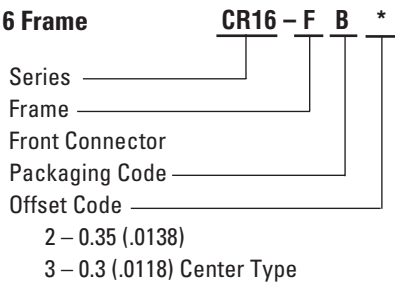 6 Frame CR16 – F B *
Series
Frame
Front Connector
Packaging Code
Offset Code
2 – 0.35 (.0138)
3 – 0.3 (.0118) Center Type